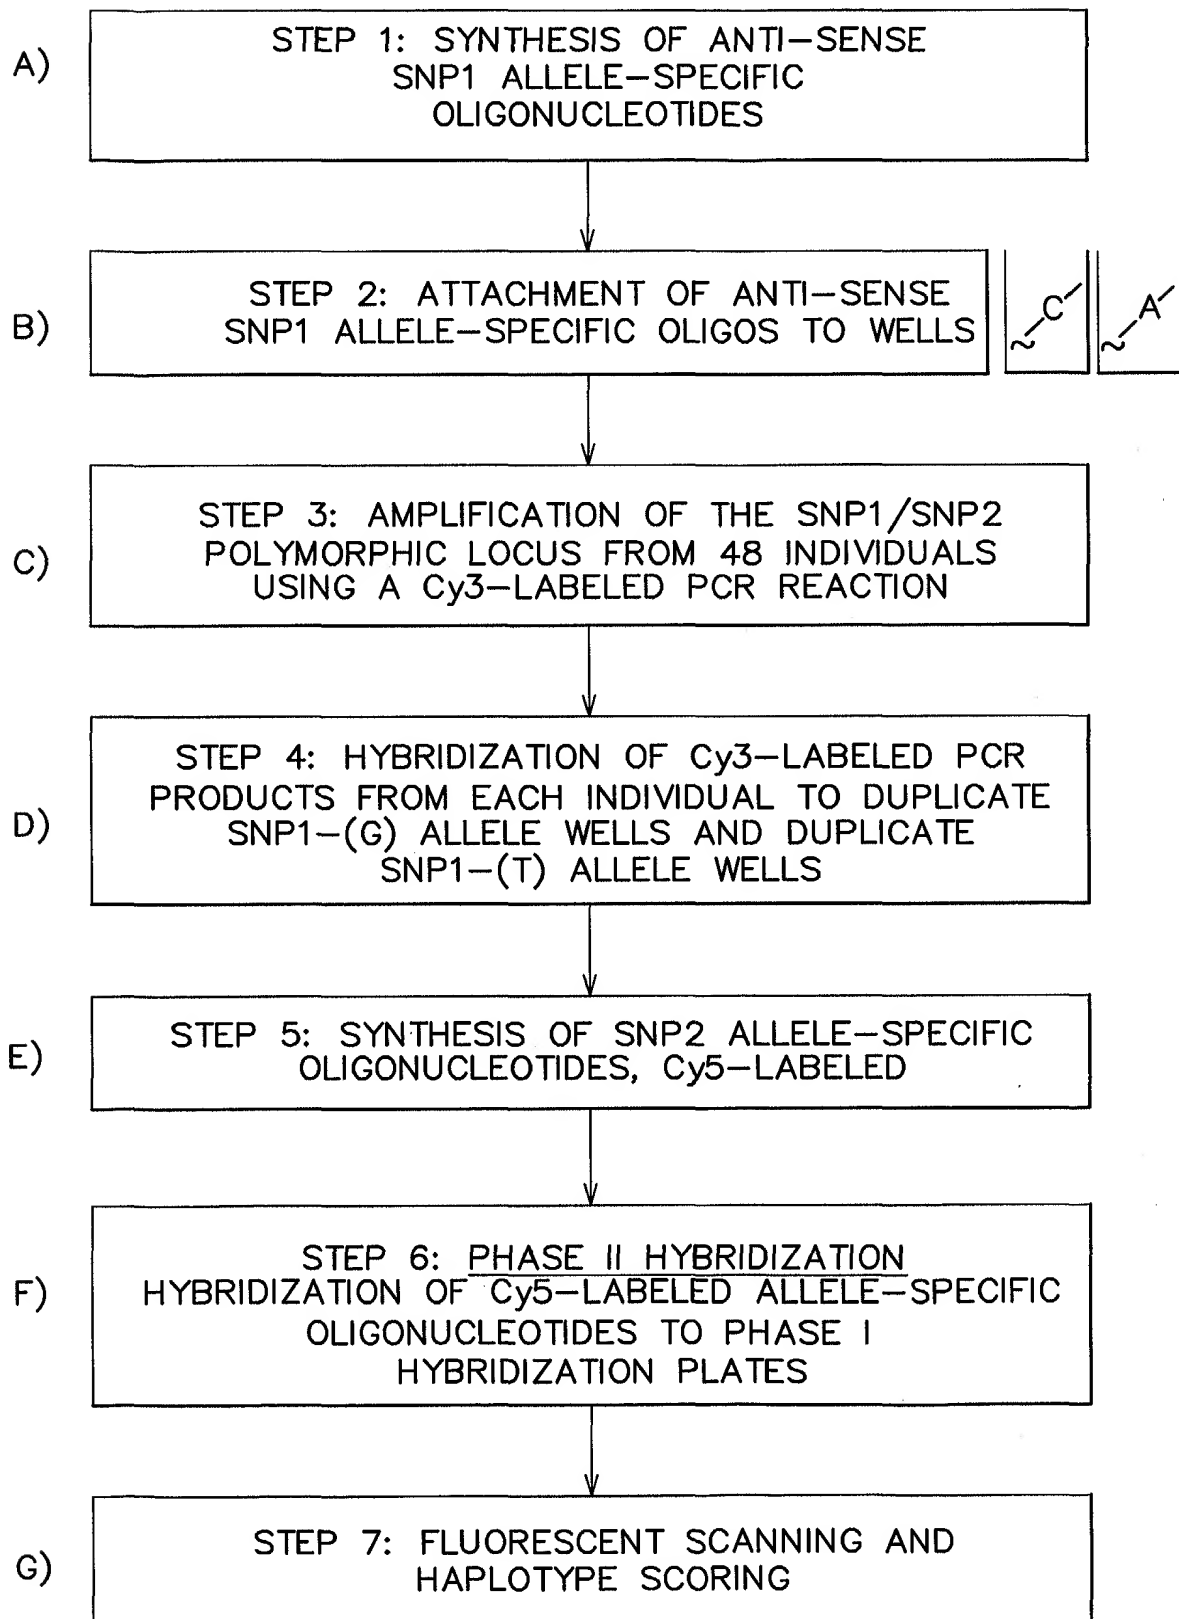 A)
STEP 1: SYNTHESIS OF ANTI-SENSE
SNP1 ALLELE-SPECIFIC
OLIGONUCLEOTIDES
B)
STEP 2: ATTACHMENT OF ANTI-SENSE
SNP1 ALLELE-SPECIFIC OLIGOS TO WELLS
C
A
C)
STEP 3: AMPLIFICATION OF THE SNP1/SNP2
POLYMORPHIC LOCUS FROM 48 INDIVIDUALS
USING A Cy3-LABELED PCR REACTION
D)
STEP 4: HYBRIDIZATION OF Cy3-LABELED PCR
PRODUCTS FROM EACH INDIVIDUAL TO DUPLICATE
SNP1-(G) ALLELE WELLS AND DUPLICATE
SNP1-(T) ALLELE WELLS
E)
STEP 5: SYNTHESIS OF SNP2 ALLELE-SPECIFIC
OLIGONUCLEOTIDES, Cy5-LABELED
F)
STEP 6: PHASE II HYBRIDIZATION
HYBRIDIZATION OF Cy5-LABELED ALLELE-SPECIFIC
OLIGONUCLEOTIDES TO PHASE I
HYBRIDIZATION PLATES
G)
STEP 7: FLUORESCENT SCANNING AND
HAPLOTYPE SCORING